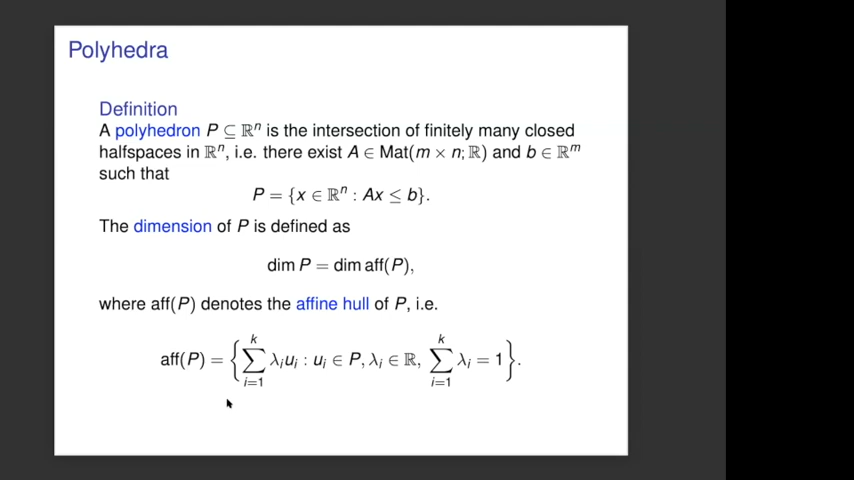 Polyhedra
Definition
A polyhedron P ⊆ ℝⁿ is the intersection of finitely many closed
halfspaces in ℝⁿ, i.e. there exist A ∈ Mat(m × n; ℝ) and b ∈ ℝᵐ
such that
P = {x ∈ ℝⁿ : Ax ≤ b}.
The dimension of P is defined as
dim P = dim aff(P),
where aff(P) denotes the affine hull of P, i.e.
aff(P) = {∑_{i=1}^{k} λᵢuᵢ : uᵢ ∈ P, λᵢ ∈ ℝ, ∑_{i=1}^{k} λᵢ = 1}.